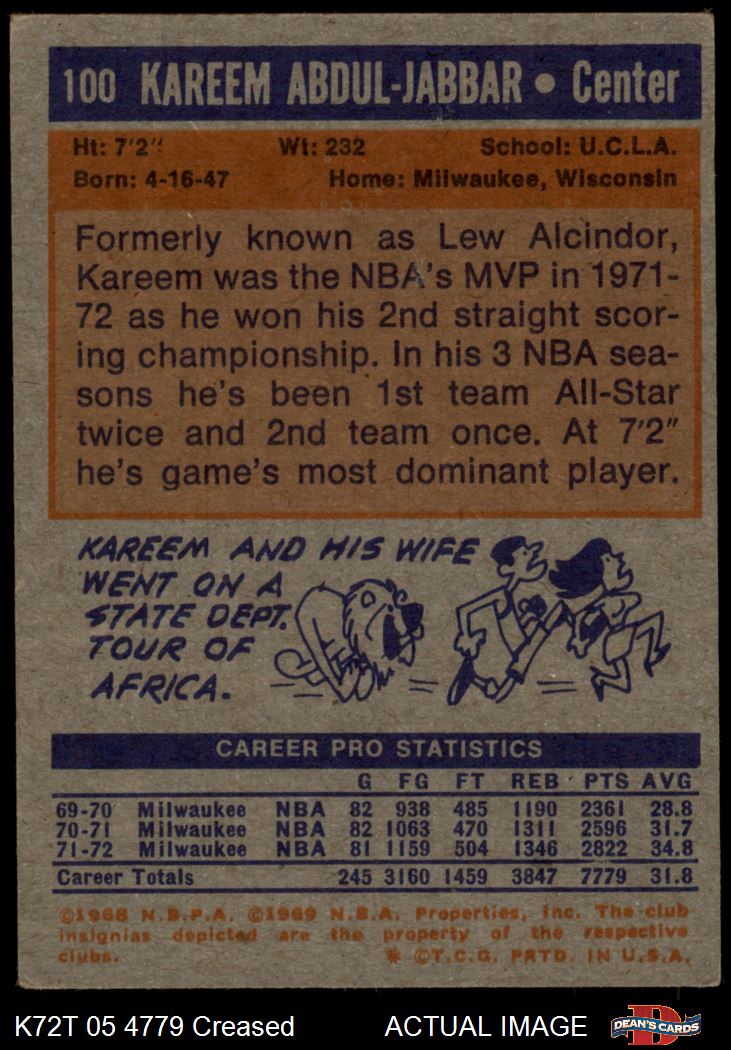 100 KAREEM ABDUL-JABBAR • Center
Ht: 7'2" Wt: 232 School: U.C.L.A.
Born: 4-16-47 Home: Milwaukee, Wisconsin
Formerly known as Lew Alcindor,
Kareem was the NBA's MVP in 1971-
72 as he won his 2nd straight scor-
ing championship. In his 3 NBA sea-
sons he's been 1st team All-Star
twice and 2nd team once. At 7'2"
he's game's most dominant player.
KAREEM AND HIS WIFE
WENT ON A
STATE DEPT.
TOUR OF
AFRICA.
CAREER PRO STATISTICS
G FG FT REB PTS AVG
69-70 Milwaukee NBA 82 938 485 1190 2361 28.8
70-71 Milwaukee NBA 82 1063 470 1311 2596 31.7
71-72 Milwaukee NBA 81 1159 504 1346 2822 34.8
Career Totals 245 3160 1459 3847 7779 31.8
©1968 N.B.P.A. ©1969 N.B.A. Properties, Inc. The club
insignias depicted are the property of the respective
clubs. * ©T.C.G. PRTD. IN U.S.A.
K72T 05 4779 Creased ACTUAL IMAGE
D
DEAN'S CARDS